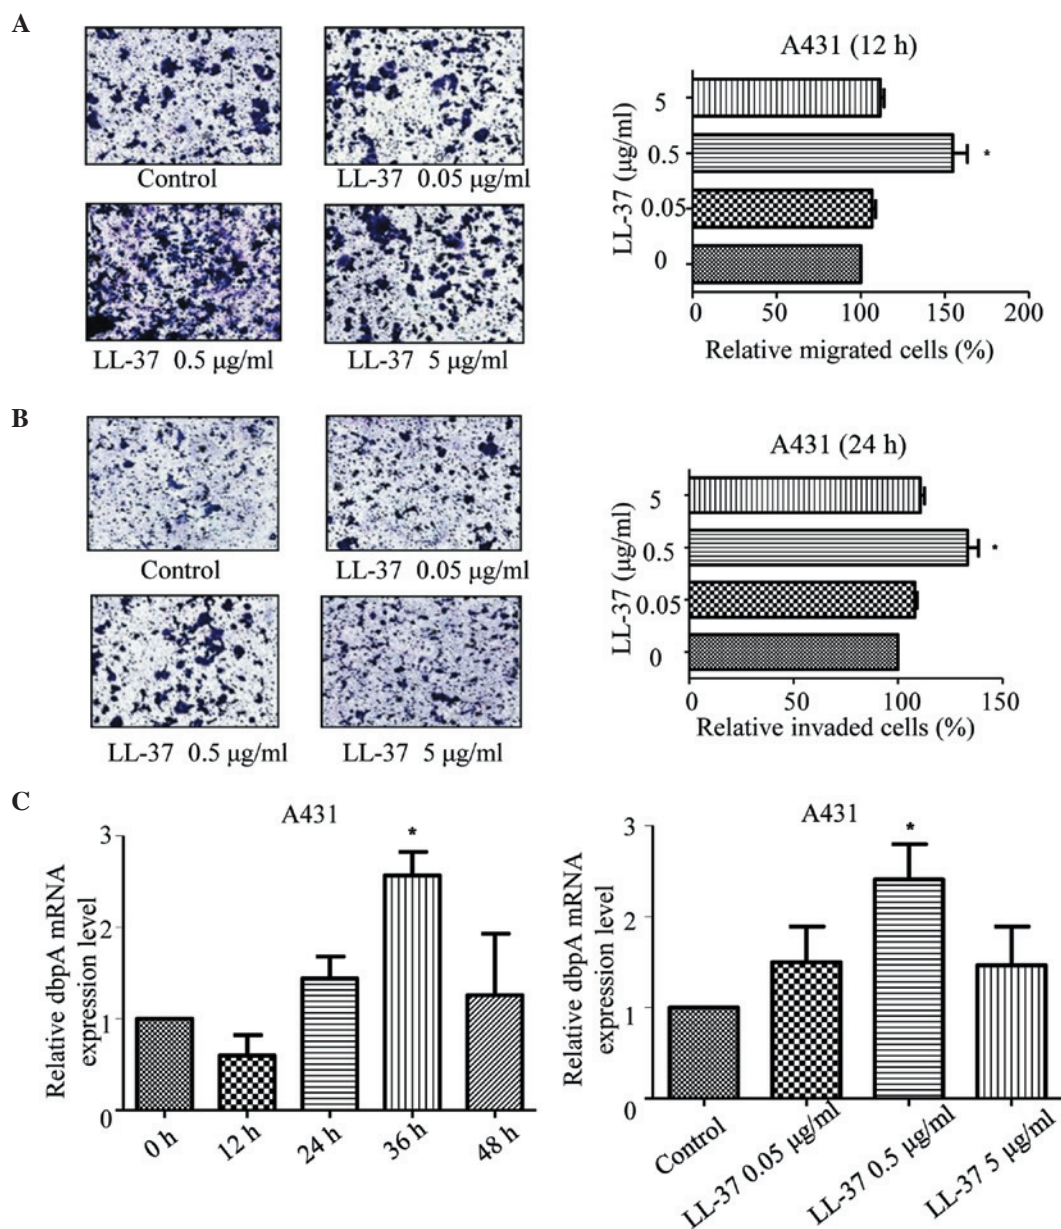 A
Control
LL-37 0.05 µg/ml
LL-37 0.5 µg/ml
LL-37 5 µg/ml
A431 (12 h)
LL-37 (µg/ml)
5
0.5
*
0.05
0
0 50 100 150 200
Relative migrated cells (%)
B
Control
LL-37 0.05 µg/ml
LL-37 0.5 µg/ml
LL-37 5 µg/ml
A431 (24 h)
LL-37 (µg/ml)
5
0.5
*
0.05
0
0 50 100 150
Relative invaded cells (%)
C
A431
Relative dbpA mRNA
expression level
3
2
1
0
*
0 h
12 h
24 h
36 h
48 h
A431
Relative dbpA mRNA
expression level
3
2
1
0
*
Control
LL-37 0.05 µg/ml
LL-37 0.5 µg/ml
LL-37 5 µg/ml